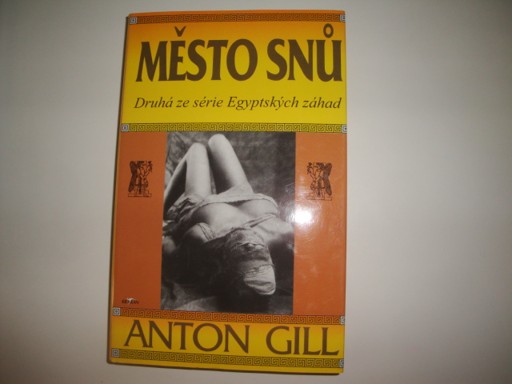 MĚSTO SNŮ
Druhá ze série Egyptských záhad
ANTON GILL